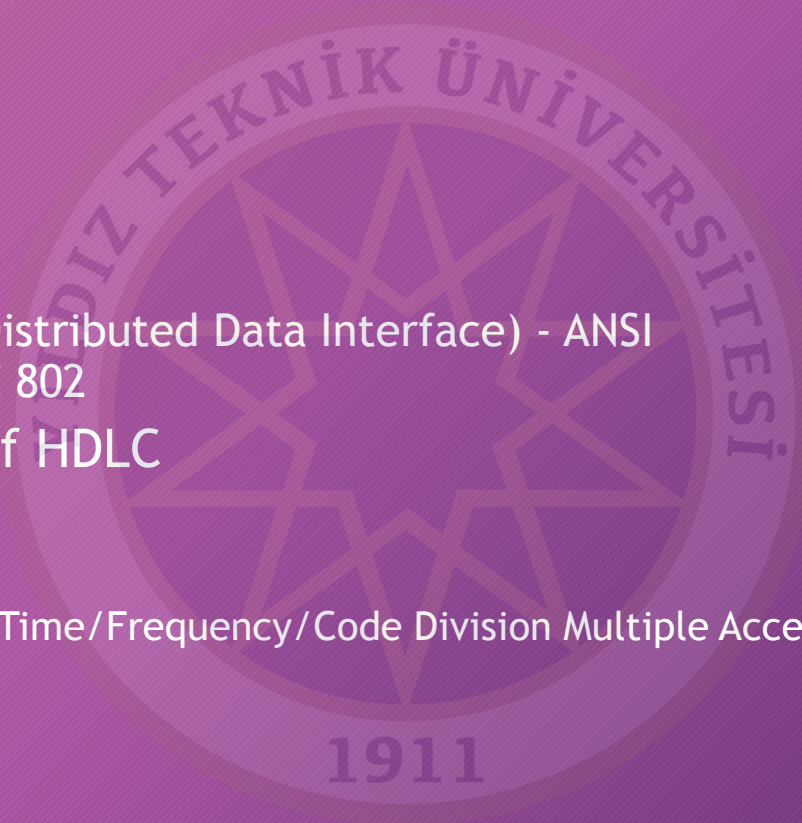 YILDIZ TEKNİK ÜNİVERSİTESİ
istributed Data Interface) - ANSI
802
f HDLC
Time/Frequency/Code Division Multiple Acce
1911